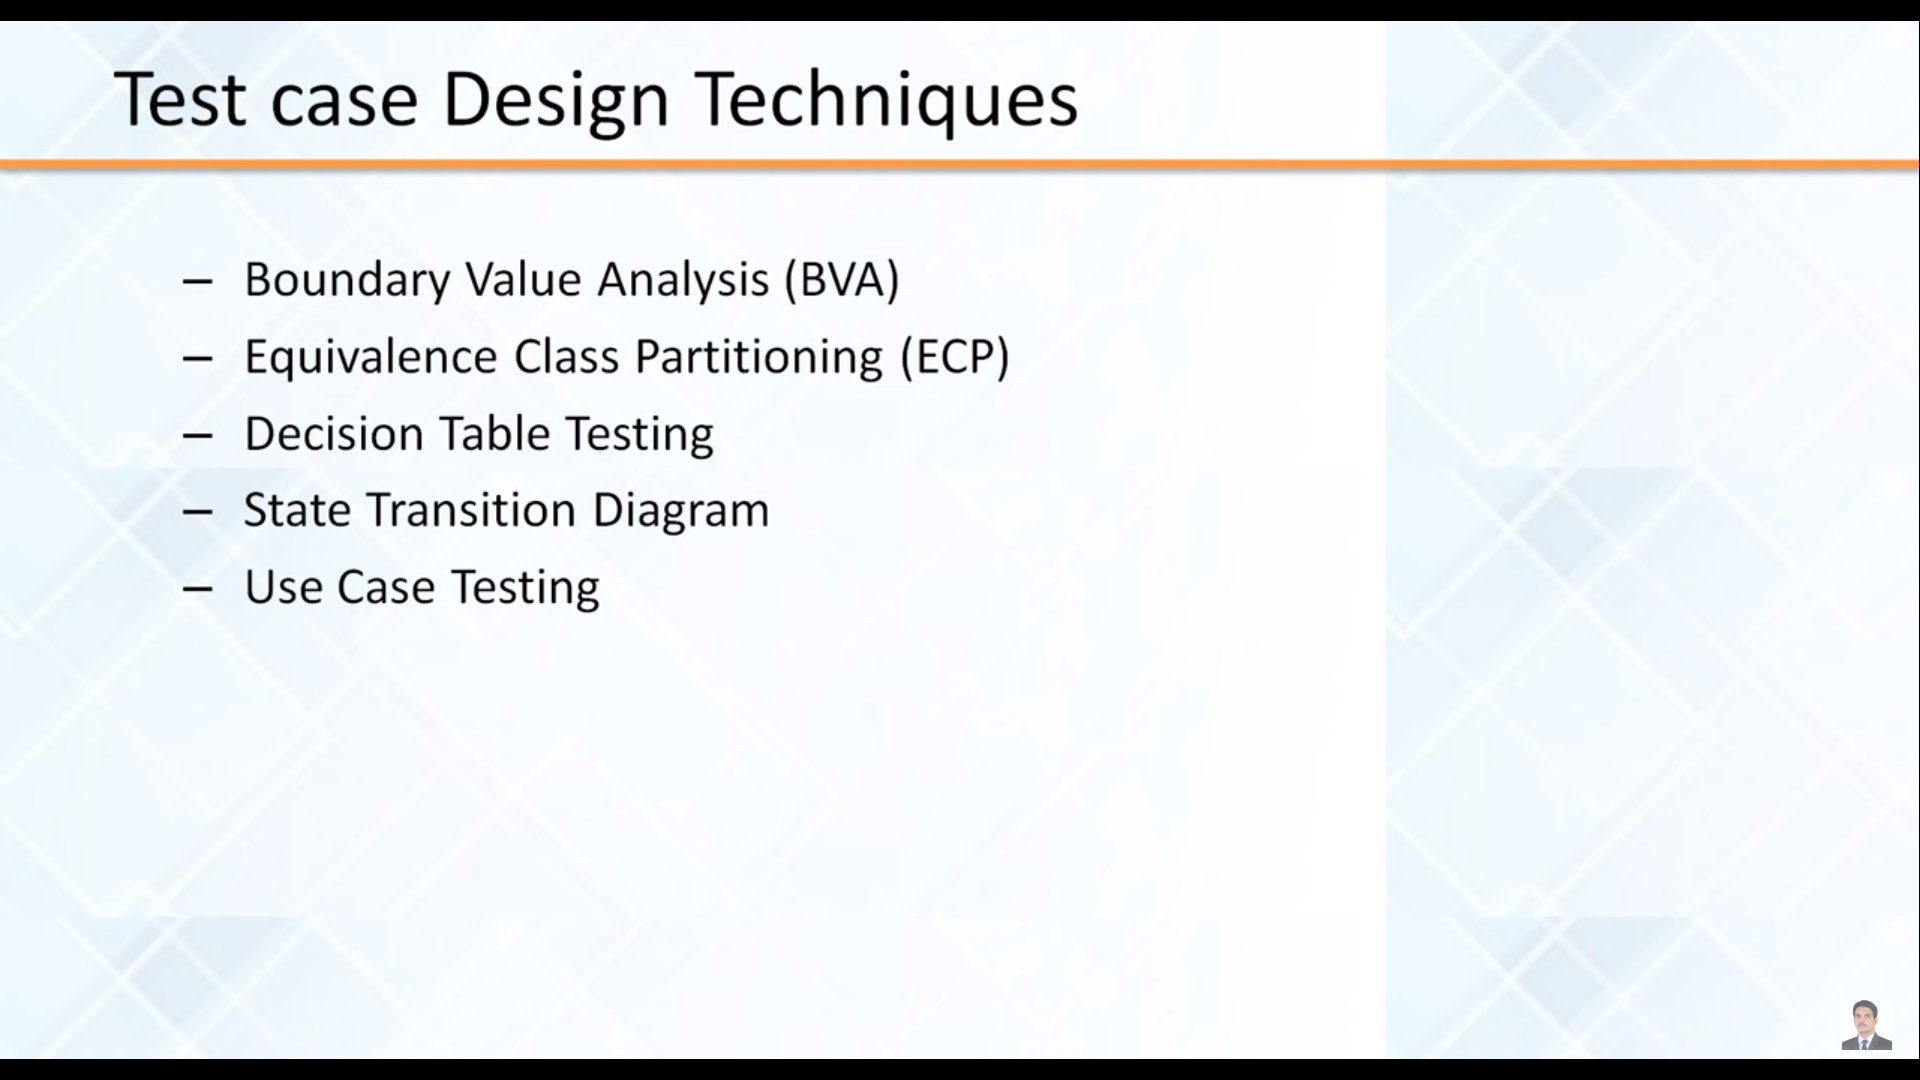 Test case Design Techniques
– Boundary Value Analysis (BVA)
– Equivalence Class Partitioning (ECP)
– Decision Table Testing
– State Transition Diagram
– Use Case Testing